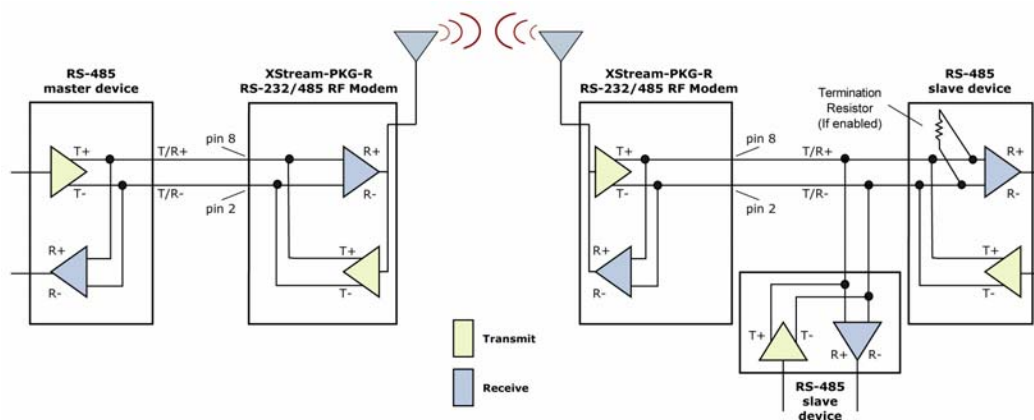 RS-485
master device
XStream-PKG-R
RS-232/485 RF Modem
XStream-PKG-R
RS-232/485 RF Modem
RS-485
slave device
Termination
Resistor
(If enabled)
T+
T-
R+
R-
T/R+
T/R-
pin 8
pin 2
R+
R-
T+
T-
T+
T-
R+
R-
pin 8
pin 2
T/R+
T/R-
R+
R-
T+
T-
T+
T-
R+
R-
RS-485
slave
device
Transmit
Receive